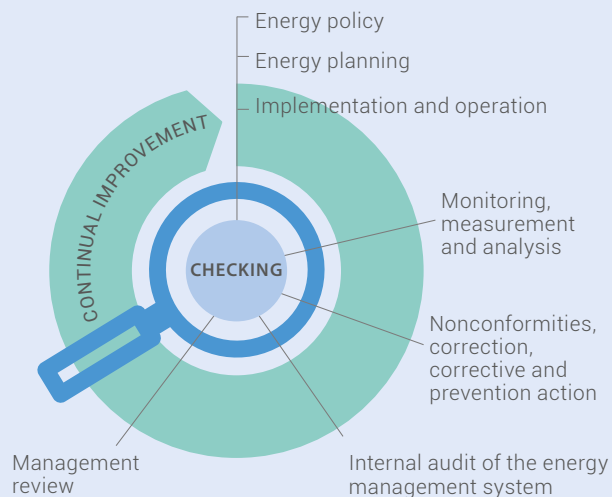 Energy policy
Energy planning
Implementation and operation
CONTINUAL IMPROVEMENT
Monitoring,
measurement
and analysis
CHECKING
Nonconformities,
correction,
corrective and
prevention action
Management
review
Internal audit of the energy
management system